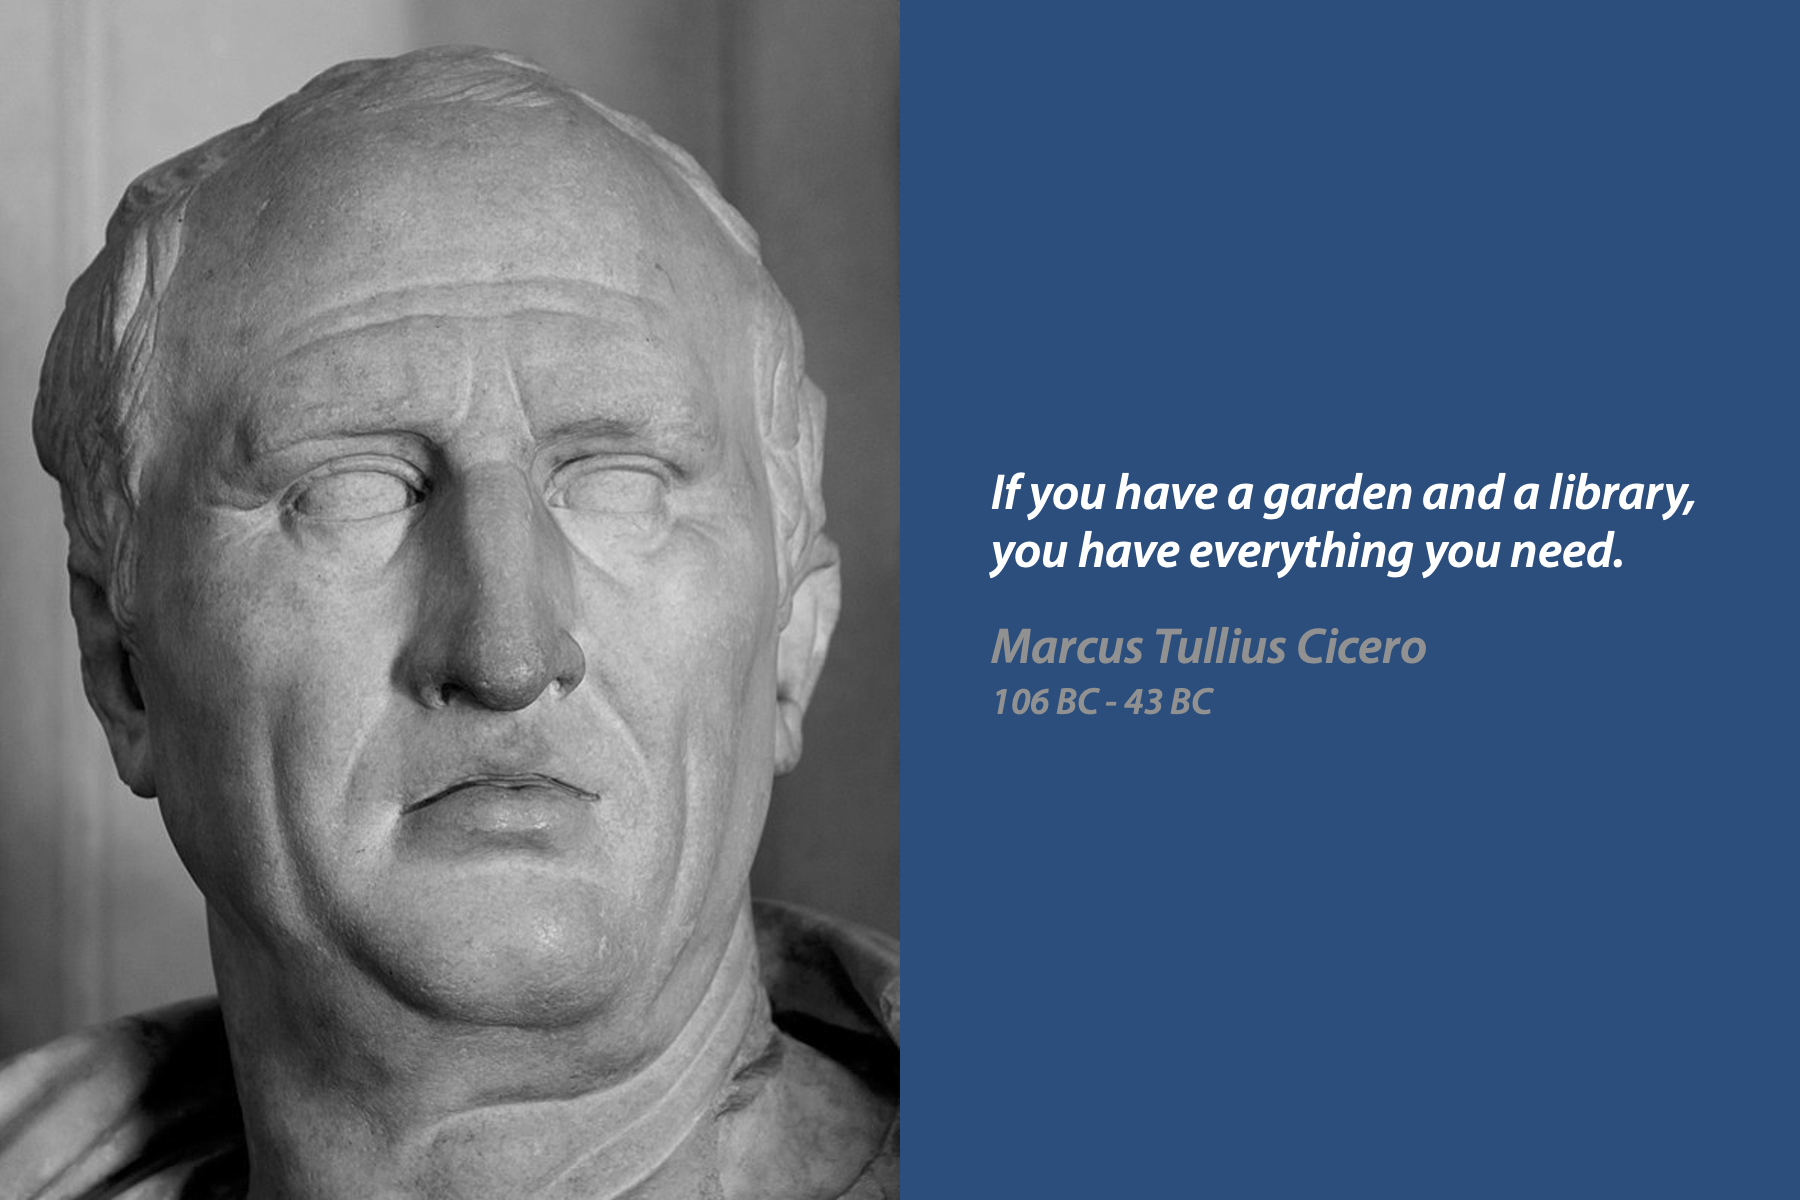 If you have a garden and a library,
you have everything you need.
Marcus Tullius Cicero
106 BC - 43 BC